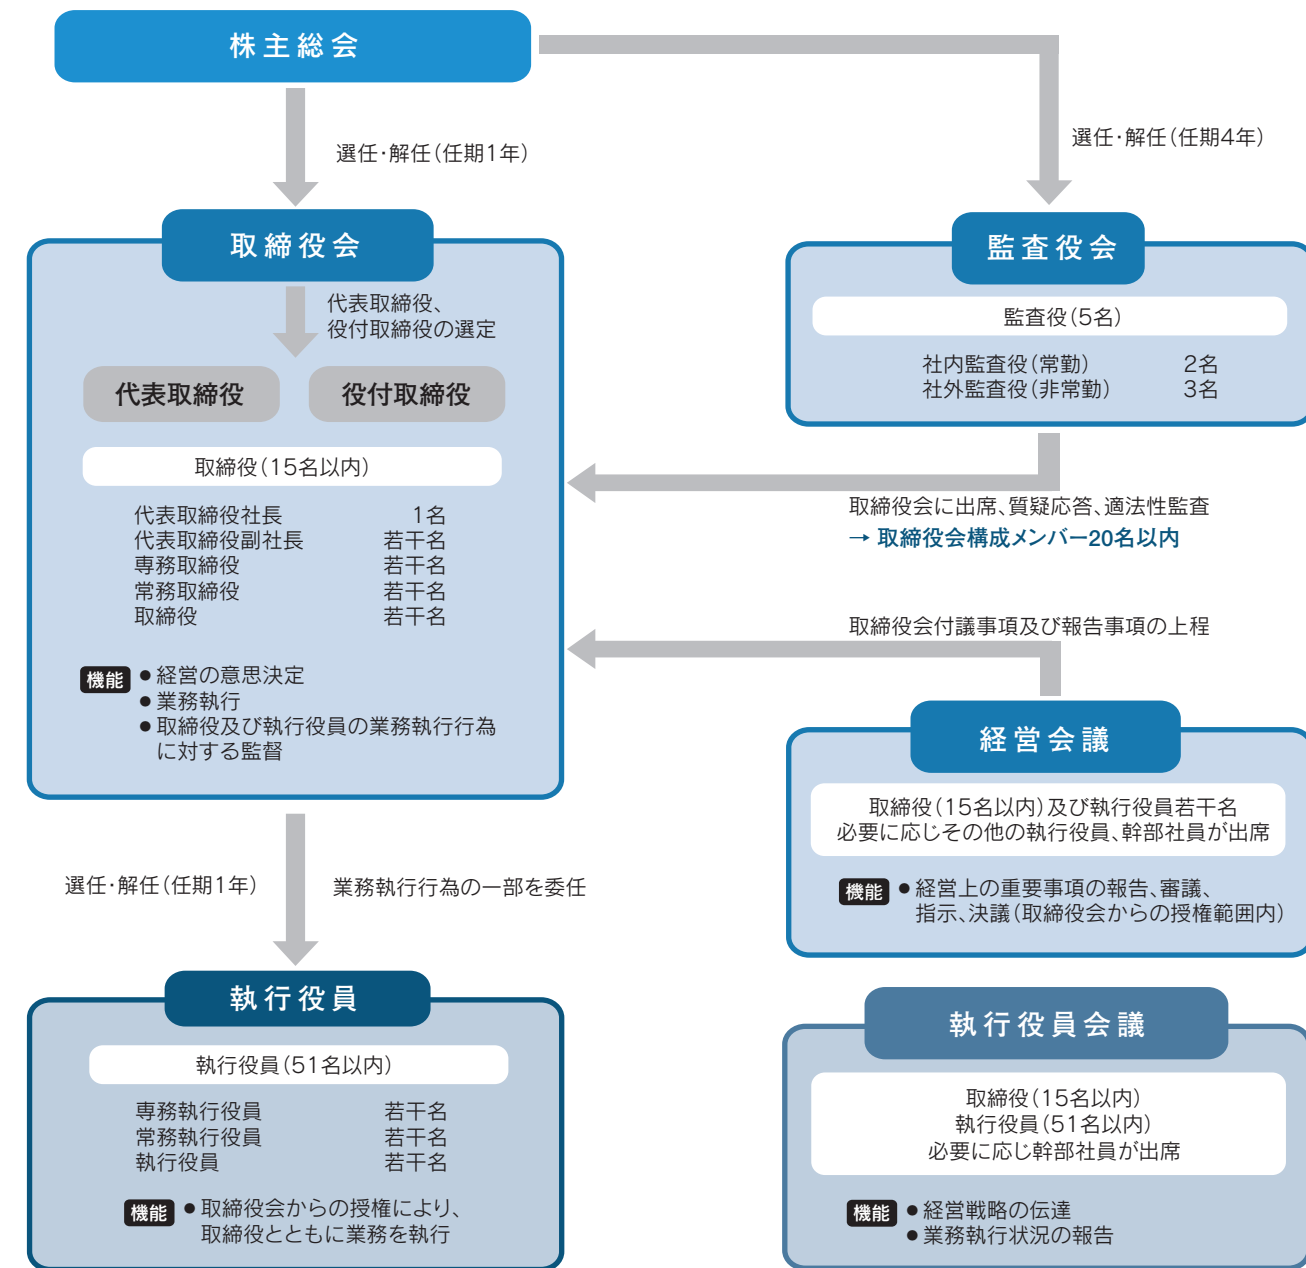 株主総会
選任・解任（任期1年）
選任・解任（任期4年）
取締役会
代表取締役、
役付取締役の選定
代表取締役
役付取締役
取締役（15名以内）
代表取締役社長 1名
代表取締役副社長 若干名
専務取締役 若干名
常務取締役 若干名
取締役 若干名
機能 ●経営の意思決定
●業務執行
●取締役及び執行役員の業務執行行為
に対する監督
監査役会
監査役（5名）
社内監査役（常勤） 2名
社外監査役（非常勤） 3名
取締役会に出席、質疑応答、適法性監査
→ 取締役会構成メンバー20名以内
取締役会付議事項及び報告事項の上程
経営会議
取締役（15名以内）及び執行役員若干名
必要に応じその他の執行役員、幹部社員が出席
機能 ●経営上の重要事項の報告、審議、
指示、決議（取締役会からの授権範囲内）
選任・解任（任期1年）
業務執行行為の一部を委任
執行役員
執行役員（51名以内）
専務執行役員 若干名
常務執行役員 若干名
執行役員 若干名
機能 ●取締役会からの授権により、
取締役とともに業務を執行
執行役員会議
取締役（15名以内）
執行役員（51名以内）
必要に応じ幹部社員が出席
機能 ●経営戦略の伝達
●業務執行状況の報告